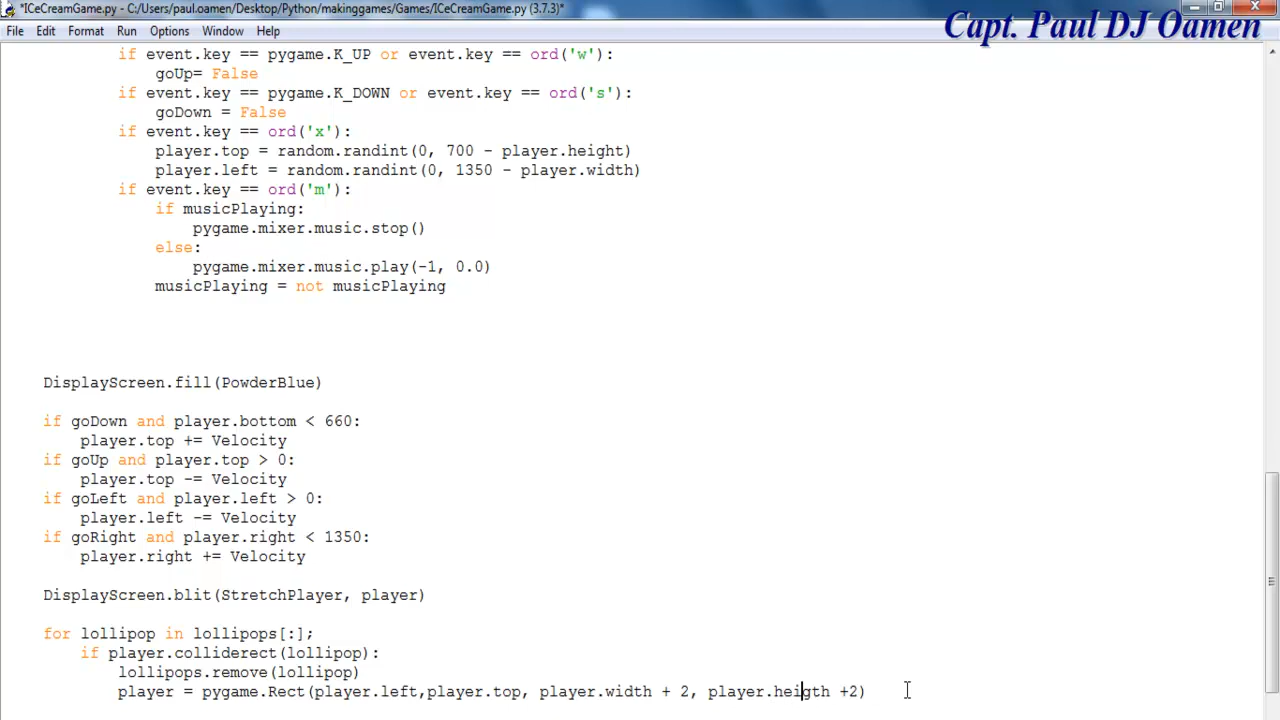 *ICeCreamGame.py - C:/Users/paul.oamen/Desktop/Python/makinggames/Games/ICeCreamGame.py (3.7.3)*
Capt. Paul DJ Oamen
File Edit Format Run Options Window Help
if event.key == pygame.K_UP or event.key == ord('w'):
goUp= False
if event.key == pygame.K_DOWN or event.key == ord('s'):
goDown = False
if event.key == ord('x'):
player.top = random.randint(0, 700 - player.height)
player.left = random.randint(0, 1350 - player.width)
if event.key == ord('m'):
if musicPlaying:
pygame.mixer.music.stop()
else:
pygame.mixer.music.play(-1, 0.0)
musicPlaying = not musicPlaying
DisplayScreen.fill(PowderBlue)
if goDown and player.bottom < 660:
player.top += Velocity
if goUp and player.top > 0:
player.top -= Velocity
if goLeft and player.left > 0:
player.left -= Velocity
if goRight and player.right < 1350:
player.right += Velocity
DisplayScreen.blit(StretchPlayer, player)
for lollipop in lollipops[:];
if player.colliderect(lollipop):
lollipops.remove(lollipop)
player = pygame.Rect(player.left,player.top, player.width + 2, player.heigth +2)